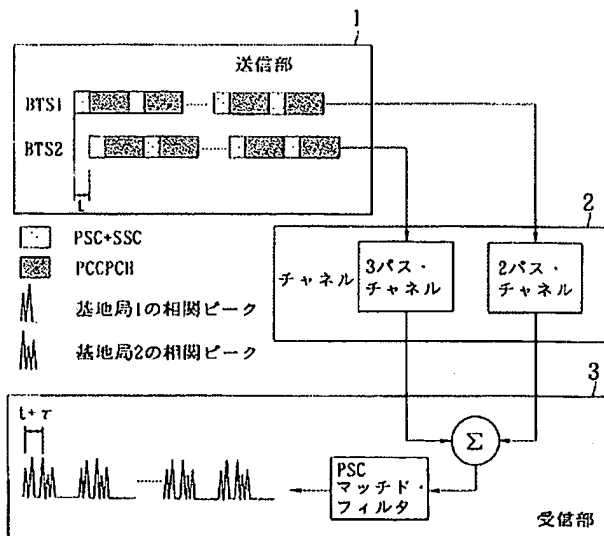 1
送信部
BTS1
BTS2
L
PSC+SSC
PCCPCH
基地局1の相関ピーク
基地局2の相関ピーク
2
チャネル
3パス・
チャネル
2パス・
チャネル
3
L+τ
Σ
PSC
マッチド・
フィルタ
受信部